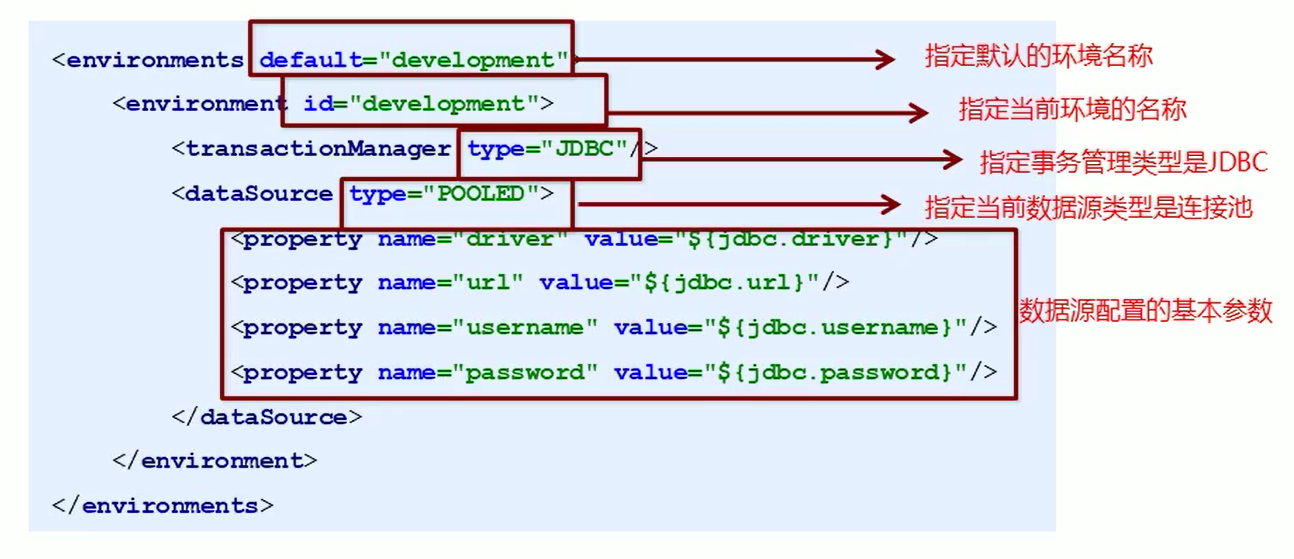 <environments default="development">
指定默认的环境名称
<environment id="development">
指定当前环境的名称
<transactionManager type="JDBC"/>
指定事务管理类型是JDBC
<dataSource type="POOLED">
指定当前数据源类型是连接池
<property name="driver" value="${jdbc.driver}"/>
<property name="url" value="${jdbc.url}"/>
数据源配置的基本参数
<property name="username" value="${jdbc.username}"/>
<property name="password" value="${jdbc.password}"/>
</dataSource>
</environment>
</environments>